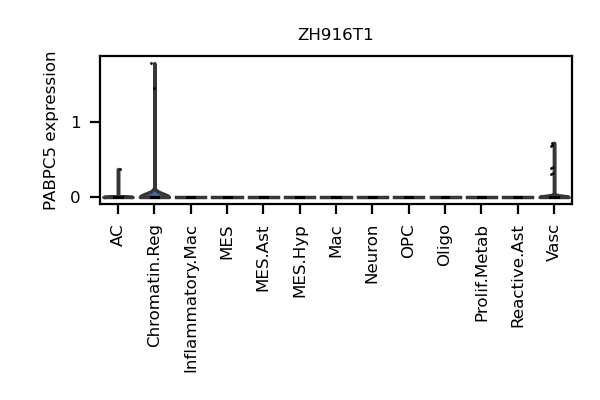 ZH916T1
PABPC5 expression
1
0
AC
Chromatin.Reg
Inflammatory.Mac
MES
MES.Ast
MES.Hyp
Mac
Neuron
OPC
Oligo
Prolif.Metab
Reactive.Ast
Vasc